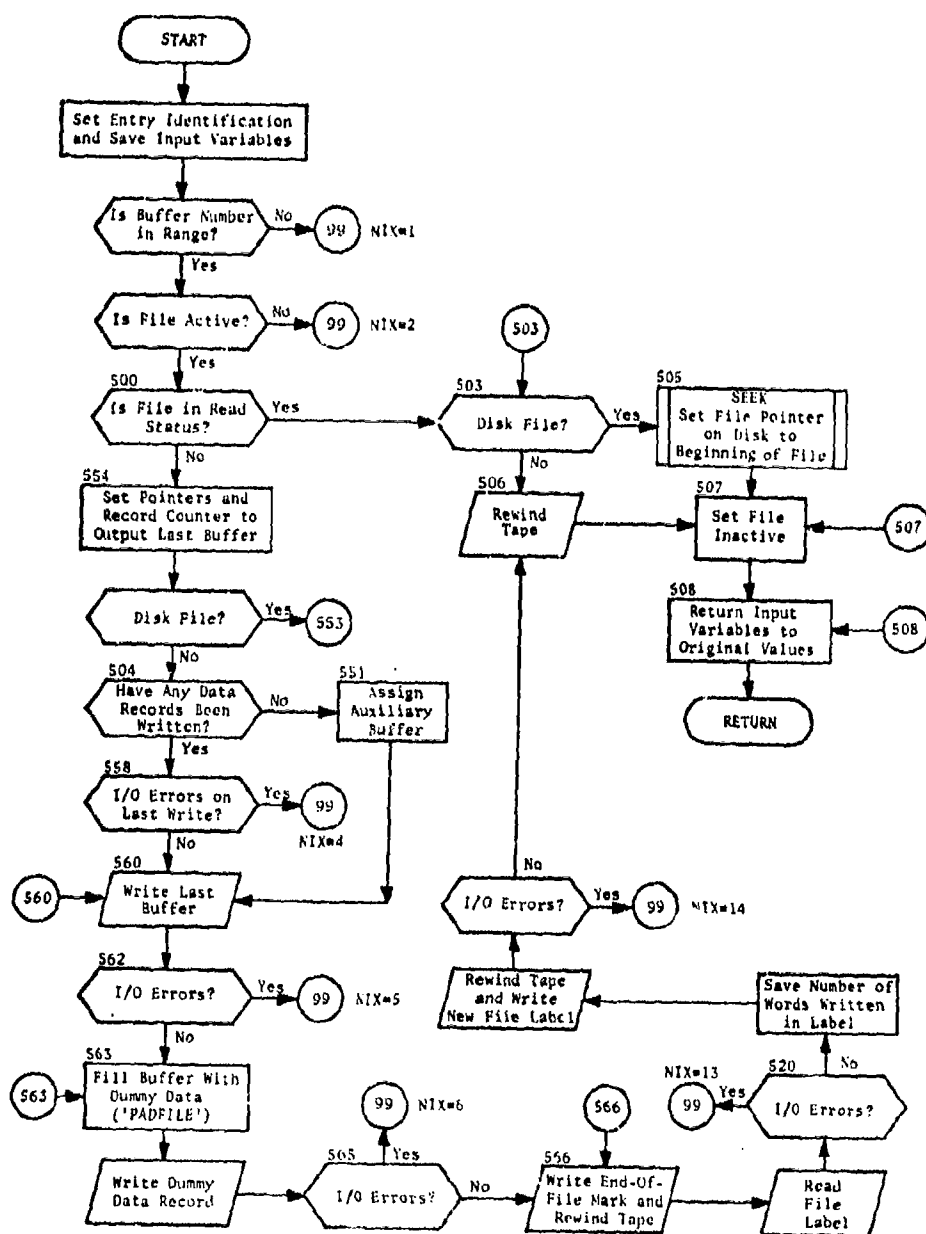 START
Set Entry Identification
and Save Input Variables
Is Buffer Number
in Range?
No
99
NIX=1
Yes
Is File Active?
No
99
NIX=2
Yes
500
Is File in Read
Status?
Yes
No
503
503
Disk File?
Yes
No
505
SEEK
Set File Pointer
on Disk to
Beginning of File
506
Rewind
Tape
507
Set File
Inactive
507
508
Return Input
Variables to
Original Values
508
RETURN
554
Set Pointers and
Record Counter to
Output Last Buffer
Disk File?
Yes
553
No
504
Have Any Data
Records Been
Written?
No
551
Assign
Auxiliary
Buffer
Yes
558
I/O Errors on
Last Write?
Yes
99
NIX=4
No
560
560
Write Last
Buffer
562
I/O Errors?
Yes
99
NIX=5
No
563
563
Fill Buffer With
Dummy Data
('PADFILE')
Write Dummy
Data Record
565
I/O Errors?
Yes
99
NIX=6
No
566
566
Write End-Of-
File Mark and
Rewind Tape
Read
File
Label
520
I/O Errors?
Yes
NIX=13
99
No
Save Number of
Words Written
in Label
Rewind Tape
and Write
New File Label
I/O Errors?
Yes
99
NIX=14
No